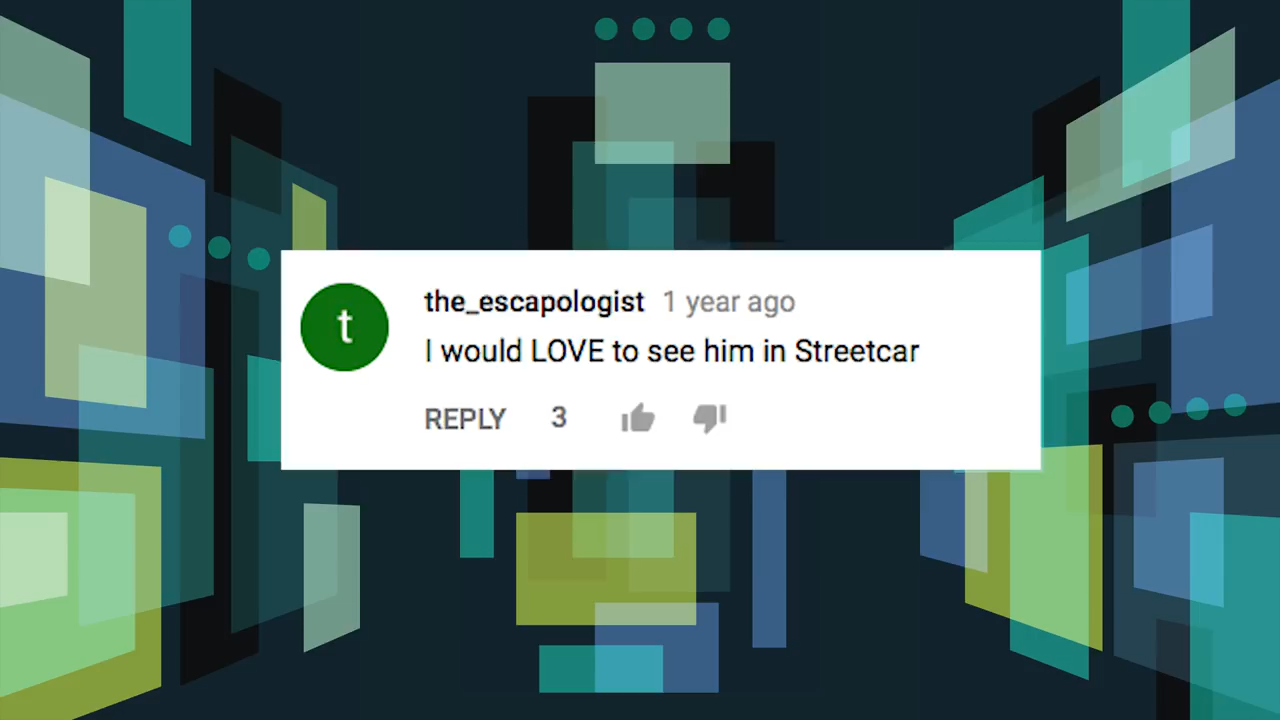 t
the_escapologist 1 year ago
I would LOVE to see him in Streetcar
REPLY 3